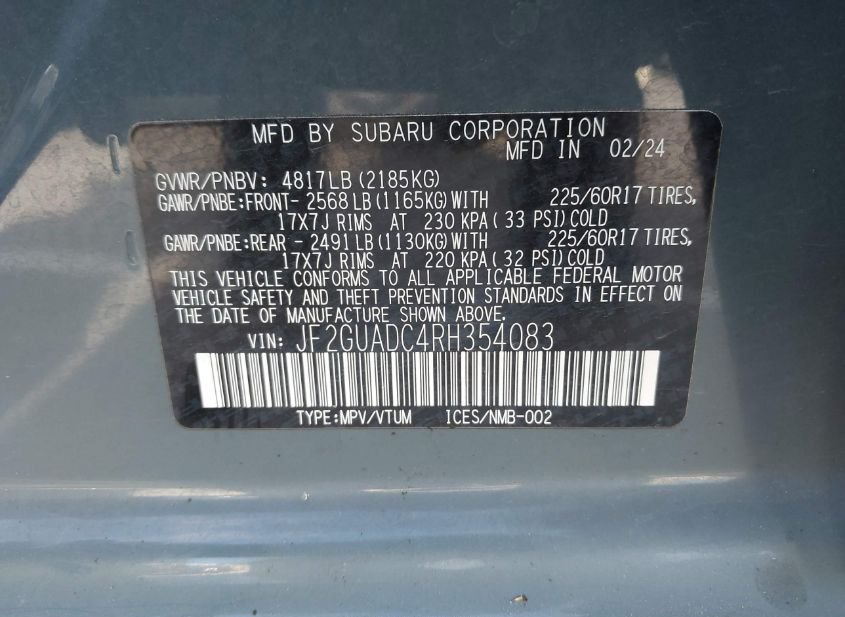 MFD BY SUBARU CORPORATION
MFD IN 02/24
GVWR/PNBV: 4817LB (2185KG)
GAWR/PNBE:FRONT- 2568 LB (1165KG) WITH 225/60R17 TIRES,
17X7J RIMS AT 230 KPA ( 33 PSI) COLD
GAWR/PNBE:REAR - 2491 LB (1130KG) WITH 225/60R17 TIRES,
17X7J RIMS AT 220 KPA ( 32 PSI) COLD
THIS VEHICLE CONFORMS TO ALL APPLICABLE FEDERAL MOTOR
VEHICLE SAFETY AND THEFT PREVENTION STANDARDS IN EFFECT ON
THE DATE OF MANUFACTURE SHOWN ABOVE.
VIN: JF2GUADC4RH354083
TYPE:MPV/VTUM ICES/NMB-002